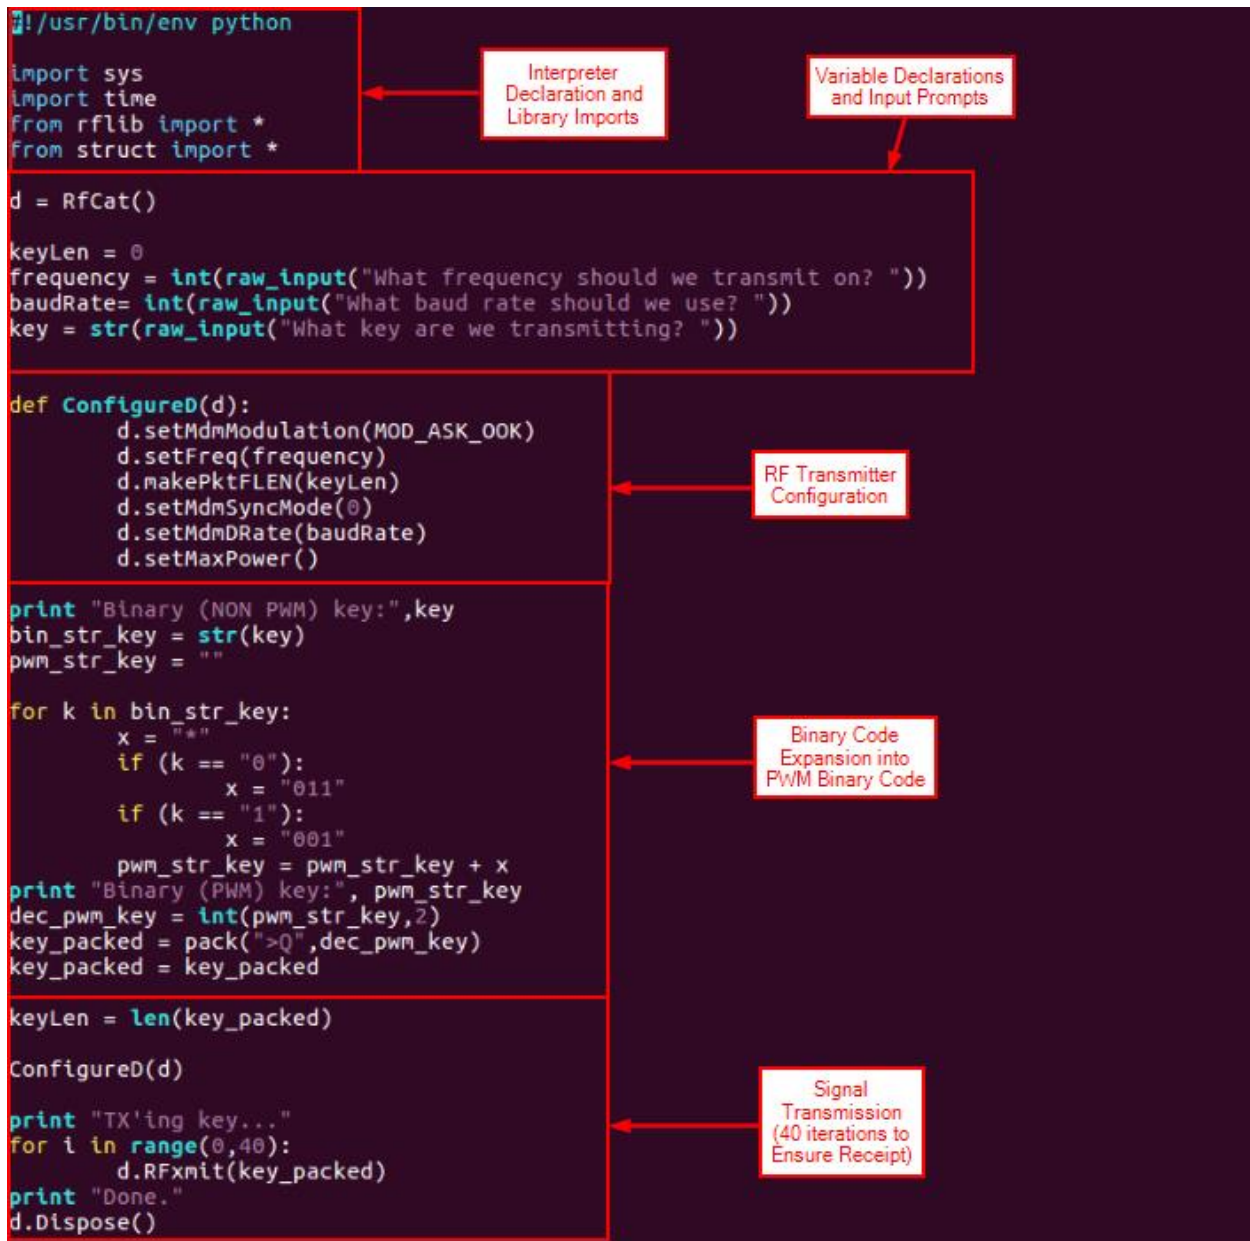 #!/usr/bin/env python
import sys
import time
from rflib import *
from struct import *
Interpreter
Declaration and
Library Imports
Variable Declarations
and Input Prompts
d = RfCat()
keyLen = 0
frequency = int(raw_input("What frequency should we transmit on? "))
baudRate= int(raw_input("What baud rate should we use? "))
key = str(raw_input("What key are we transmitting? "))
def ConfigureD(d):
        d.setMdmModulation(MOD_ASK_OOK)
        d.setFreq(frequency)
        d.makePktFLEN(keyLen)
        d.setMdmSyncMode(0)
        d.setMdmDRate(baudRate)
        d.setMaxPower()
RF Transmitter
Configuration
print "Binary (NON PWM) key:",key
bin_str_key = str(key)
pwm_str_key = ""
for k in bin_str_key:
        x = "*"
        if (k == "0"):
                x = "011"
        if (k == "1"):
                x = "001"
        pwm_str_key = pwm_str_key + x
print "Binary (PWM) key:", pwm_str_key
dec_pwm_key = int(pwm_str_key,2)
key_packed = pack(">Q",dec_pwm_key)
key_packed = key_packed
Binary Code
Expansion into
PWM Binary Code
keyLen = len(key_packed)
ConfigureD(d)
print "TX'ing key..."
for i in range(0,40):
        d.RFxmit(key_packed)
print "Done."
d.Dispose()
Signal
Transmission
(40 iterations to
Ensure Receipt)